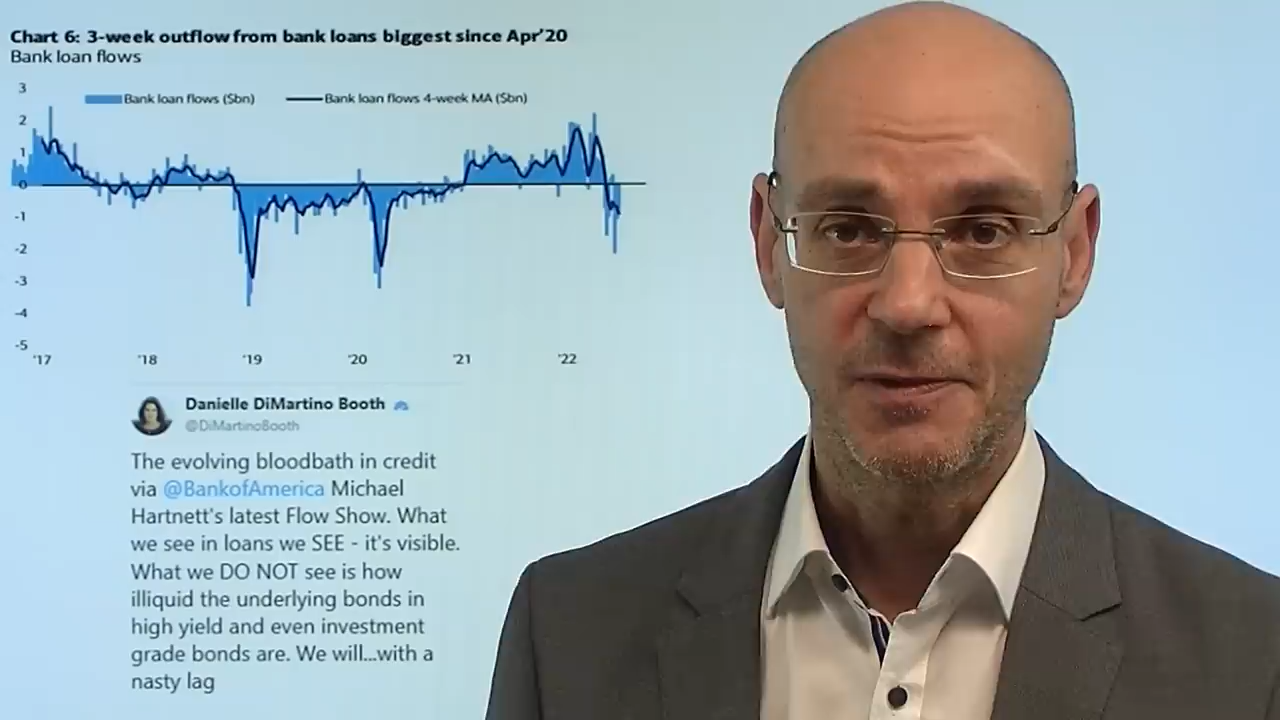 Chart 6: 3-week outflow from bank loans biggest since Apr'20
Bank loan flows
3
Bank loan flows ($bn)
Bank loan flows 4-week MA ($bn)
2
1
0
-1
-2
-3
-4
-5
'17
'18
'19
'20
'21
'22
Danielle DiMartino Booth
@DiMartinoBooth
The evolving bloodbath in credit
via @BankofAmerica Michael
Hartnett's latest Flow Show. What
we see in loans we SEE - it's visible.
What we DO NOT see is how
illiquid the underlying bonds in
high yield and even investment
grade bonds are. We will...with a
nasty lag